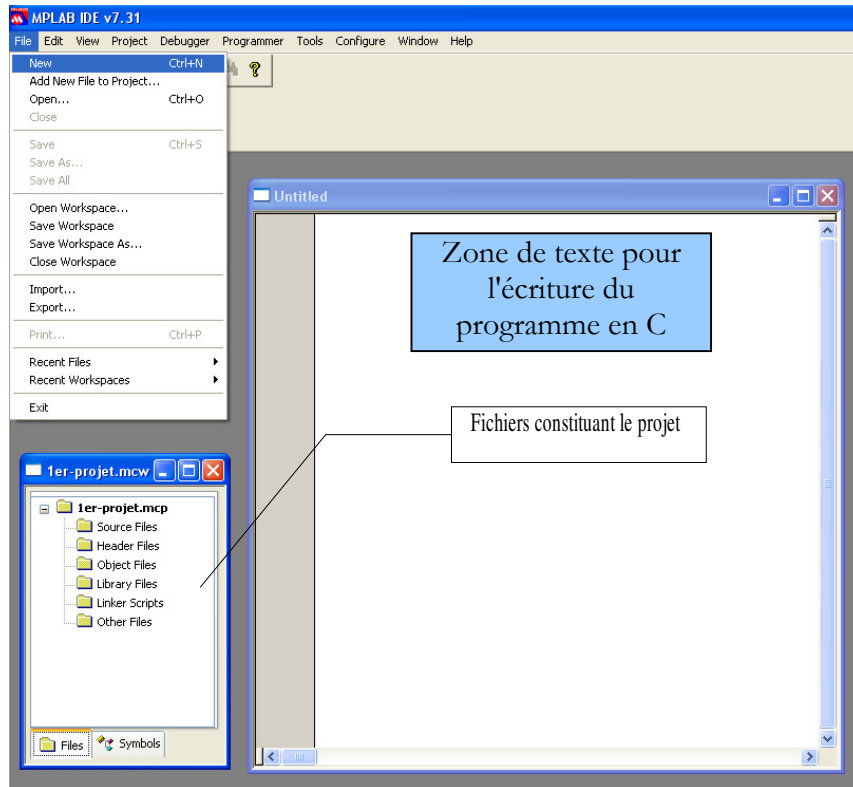 MPLAB IDE v7.31
File Edit View Project Debugger Programmer Tools Configure Window Help
New Ctrl+N
Add New File to Project...
Open... Ctrl+O
Close
Save Ctrl+S
Save As...
Save All
Open Workspace...
Save Workspace
Save Workspace As...
Close Workspace
Import...
Export...
Print... Ctrl+P
Recent Files
Recent Workspaces
Exit
Untitled
Zone de texte pour
l'écriture du
programme en C
Fichiers constituant le projet
1er-projet.mcw
1er-projet.mcp
Source Files
Header Files
Object Files
Library Files
Linker Scripts
Other Files
Files Symbols